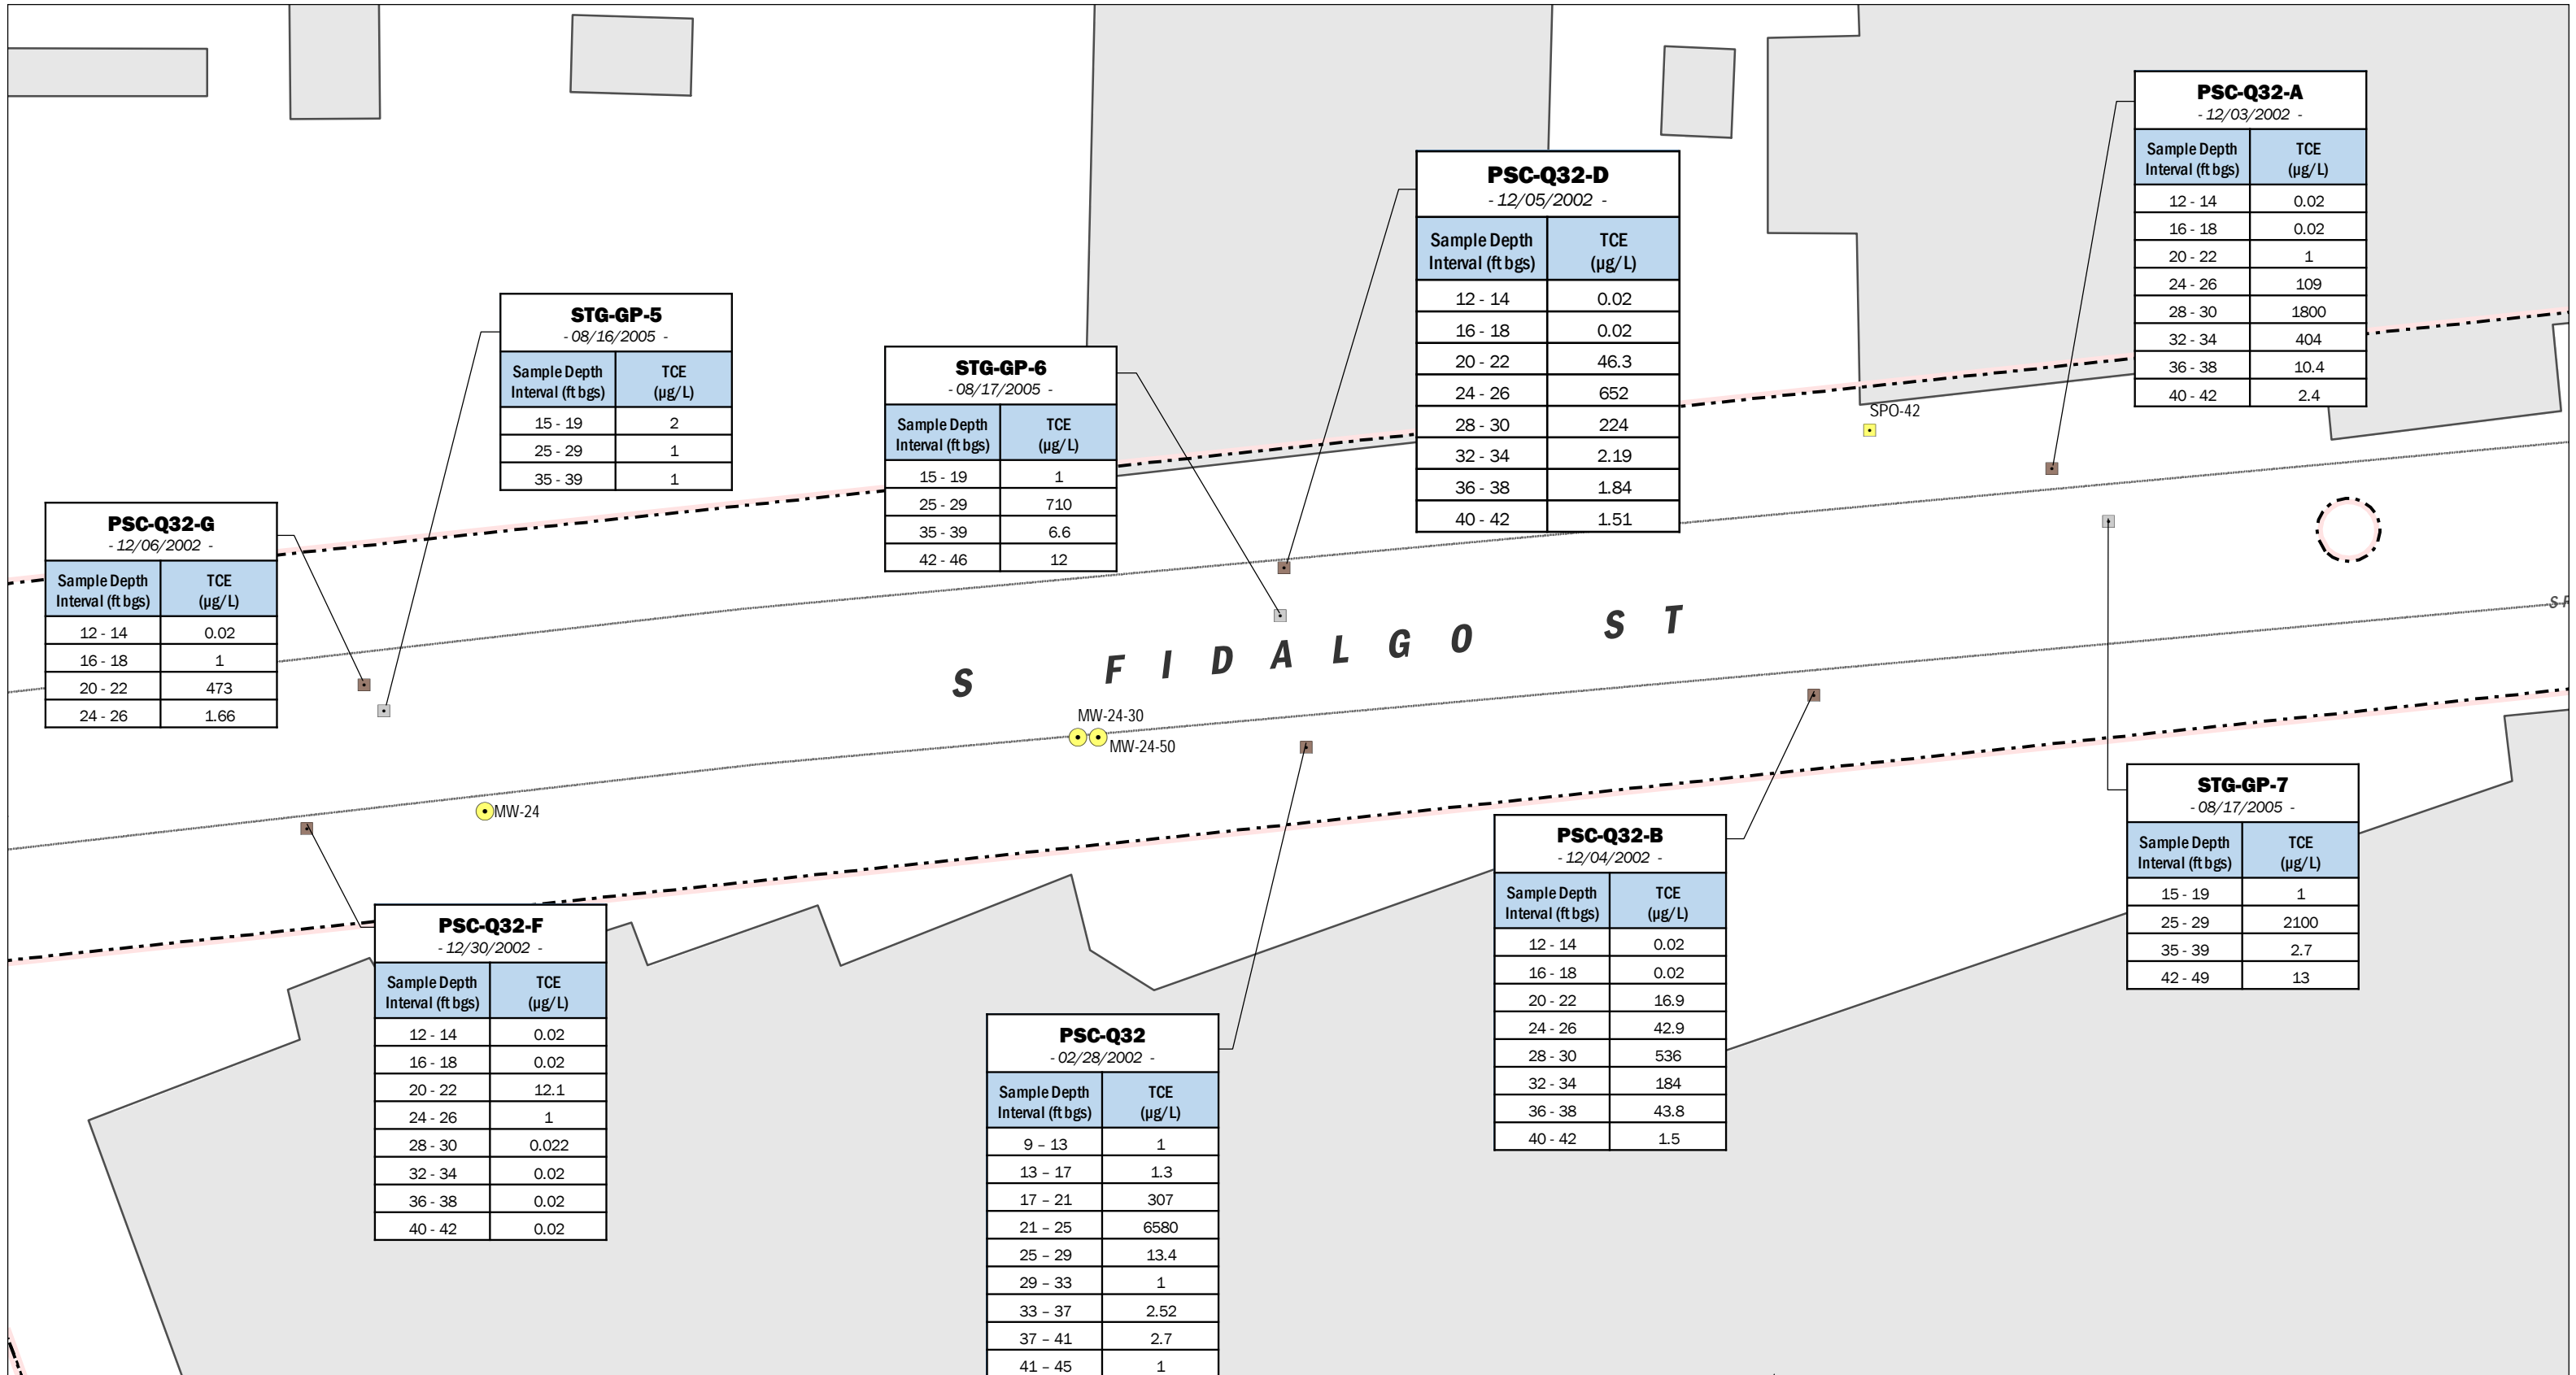 PSC-Q32-A
- 12/03/2002 -
Sample Depth Interval (ft bgs) TCE (µg/L)
12 - 14 0.02
16 - 18 0.02
20 - 22 1
24 - 26 109
28 - 30 1800
32 - 34 404
36 - 38 10.4
40 - 42 2.4
PSC-Q32-D
- 12/05/2002 -
Sample Depth Interval (ft bgs) TCE (µg/L)
12 - 14 0.02
16 - 18 0.02
20 - 22 46.3
24 - 26 652
28 - 30 224
32 - 34 2.19
36 - 38 1.84
40 - 42 1.51
STG-GP-5
- 08/16/2005 -
Sample Depth Interval (ft bgs) TCE (µg/L)
15 - 19 2
25 - 29 1
35 - 39 1
STG-GP-6
- 08/17/2005 -
Sample Depth Interval (ft bgs) TCE (µg/L)
15 - 19 1
25 - 29 710
35 - 39 6.6
42 - 46 12
SPO-42
PSC-Q32-G
- 12/06/2002 -
Sample Depth Interval (ft bgs) TCE (µg/L)
12 - 14 0.02
16 - 18 1
20 - 22 473
24 - 26 1.66
S FIDALGO ST
MW-24-30
MW-24-50
MW-24
STG-GP-7
- 08/17/2005 -
Sample Depth Interval (ft bgs) TCE (µg/L)
15 - 19 1
25 - 29 2100
35 - 39 2.7
42 - 49 13
PSC-Q32-B
- 12/04/2002 -
Sample Depth Interval (ft bgs) TCE (µg/L)
12 - 14 0.02
16 - 18 0.02
20 - 22 16.9
24 - 26 42.9
28 - 30 536
32 - 34 184
36 - 38 43.8
40 - 42 1.5
PSC-Q32-F
- 12/30/2002 -
Sample Depth Interval (ft bgs) TCE (µg/L)
12 - 14 0.02
16 - 18 0.02
20 - 22 12.1
24 - 26 1
28 - 30 0.022
32 - 34 0.02
36 - 38 0.02
40 - 42 0.02
PSC-Q32
- 02/28/2002 -
Sample Depth Interval (ft bgs) TCE (µg/L)
9 – 13 1
13 – 17 1.3
17 – 21 307
21 – 25 6580
25 – 29 13.4
29 – 33 1
33 – 37 2.52
37 – 41 2.7
41 – 45 1